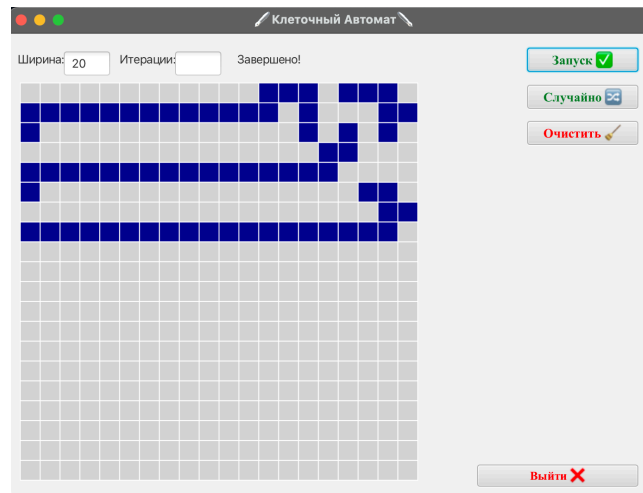 Клеточный Автомат
Ширина: 20 Итерации: Завершено!
Запуск
Случайно
Очистить
Выйти